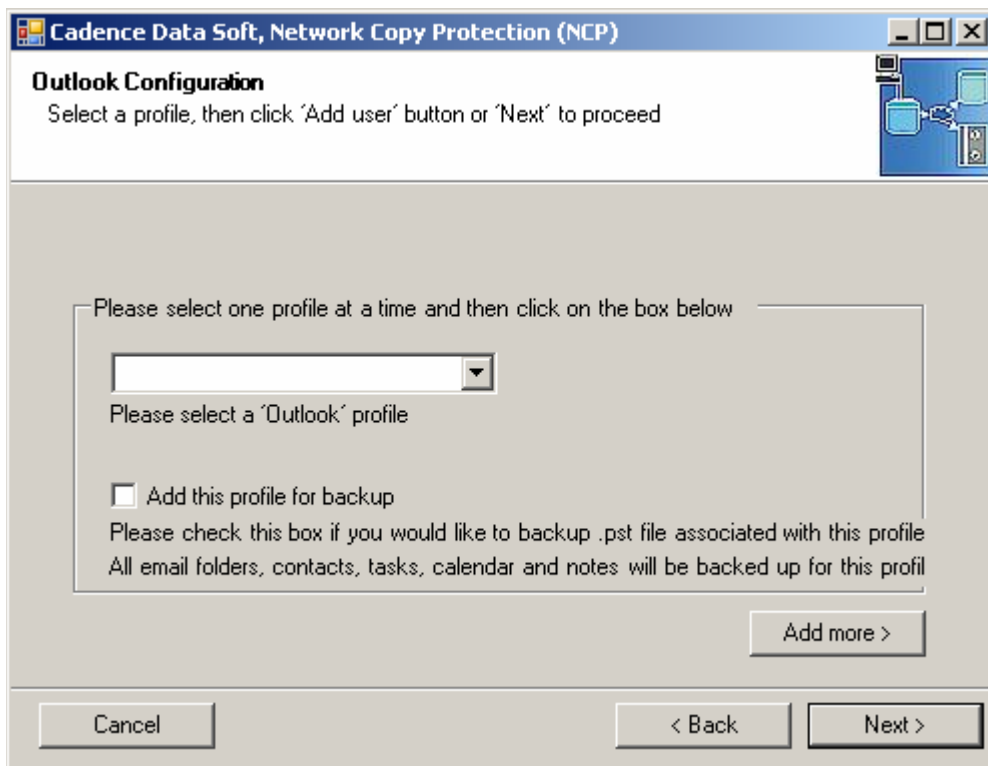 Cadence Data Soft, Network Copy Protection (NCP)
Outlook Configuration
Select a profile, then click ´Add user´ button or ´Next´ to proceed
Please select one profile at a time and then click on the box below
Please select a ´Outlook´ profile
Add this profile for backup
Please check this box if you would like to backup .pst file associated with this profile
All email folders, contacts, tasks, calendar and notes will be backed up for this profil
Add more >
Cancel
< Back
Next >